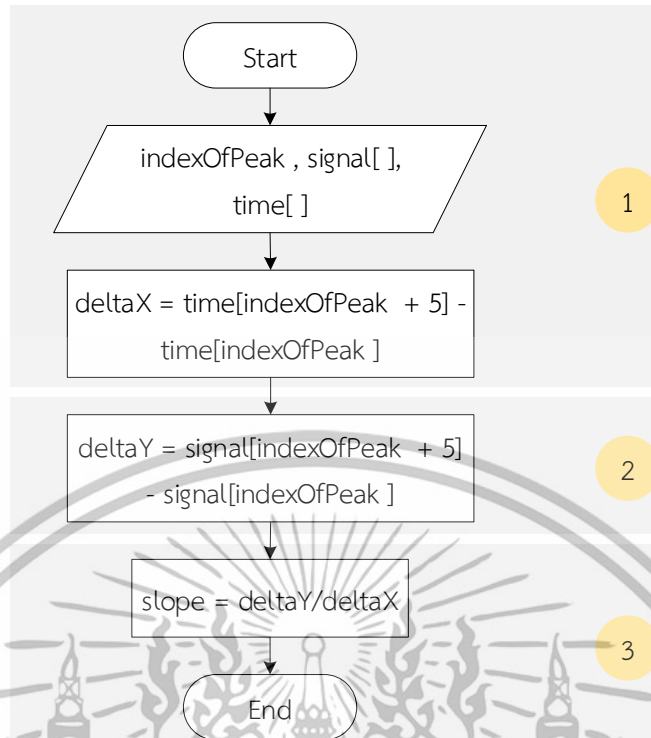 Start
indexOfPeak , signal[ ],
time[ ]
1
deltaX = time[indexOfPeak + 5] -
time[indexOfPeak ]
deltaY = signal[indexOfPeak + 5]
- signal[indexOfPeak ]
2
slope = deltaY/deltaX
3
End